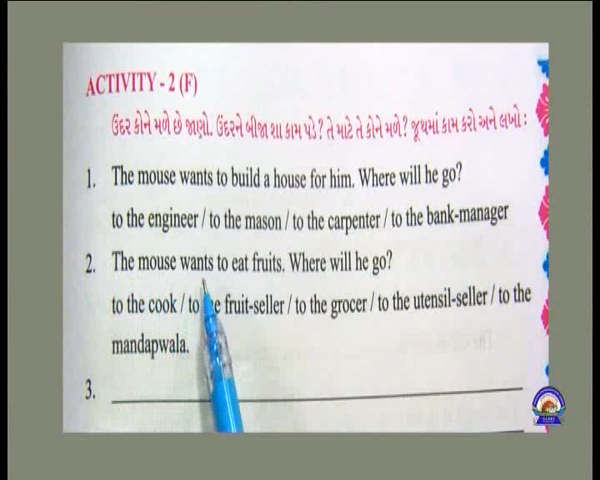 ACTIVITY - 2 (F)
ઉંદર કોને મળે છે જાણો. ઉંદરને બીજા શા કામ પડે? તે માટે તે કોને મળે? જૂથમાં કામ કરો અને લખો :
1. The mouse wants to build a house for him. Where will he go?
to the engineer / to the mason / to the carpenter / to the bank-manager
2. The mouse wants to eat fruits. Where will he go?
to the cook / to the fruit-seller / to the grocer / to the utensil-seller / to the
mandapwala.
3.